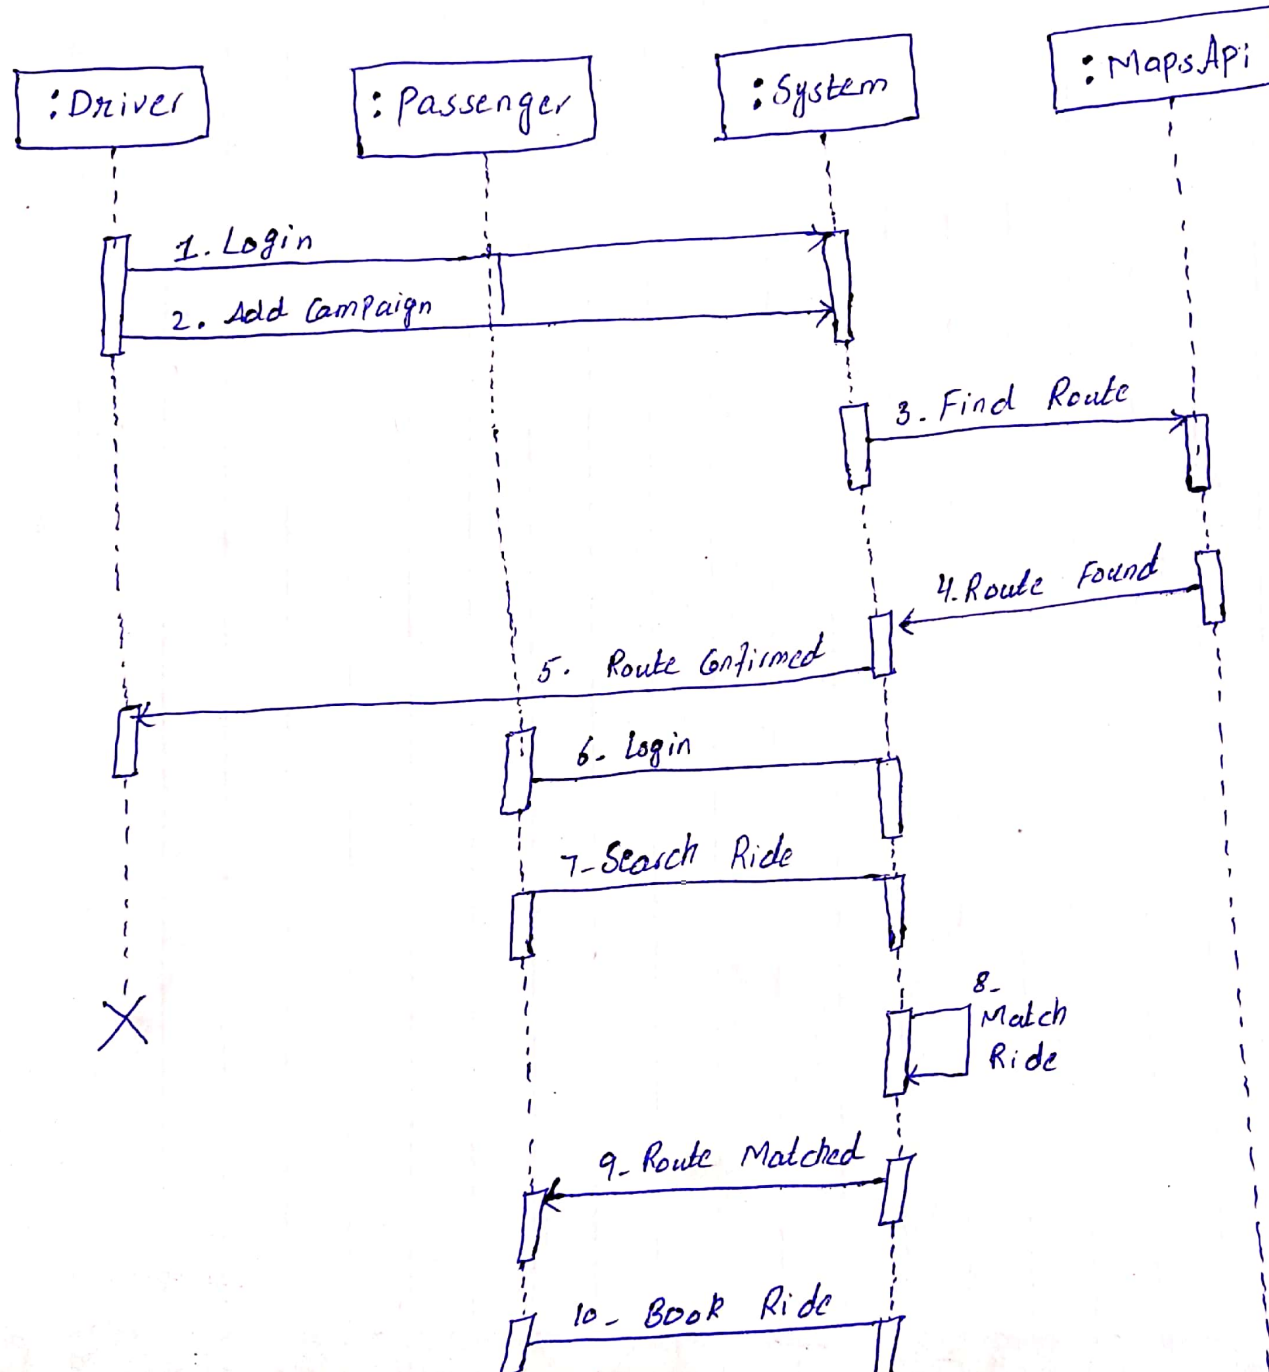 :Driver
:Passenger
:System
:MapsApi
1. Login
2. Add Campaign
3- Find Route
4. Route Found
5. Route Confirmed
6- Login
7- Search Ride
8-
Match
Ride
9- Route Matched
10- Book Ride